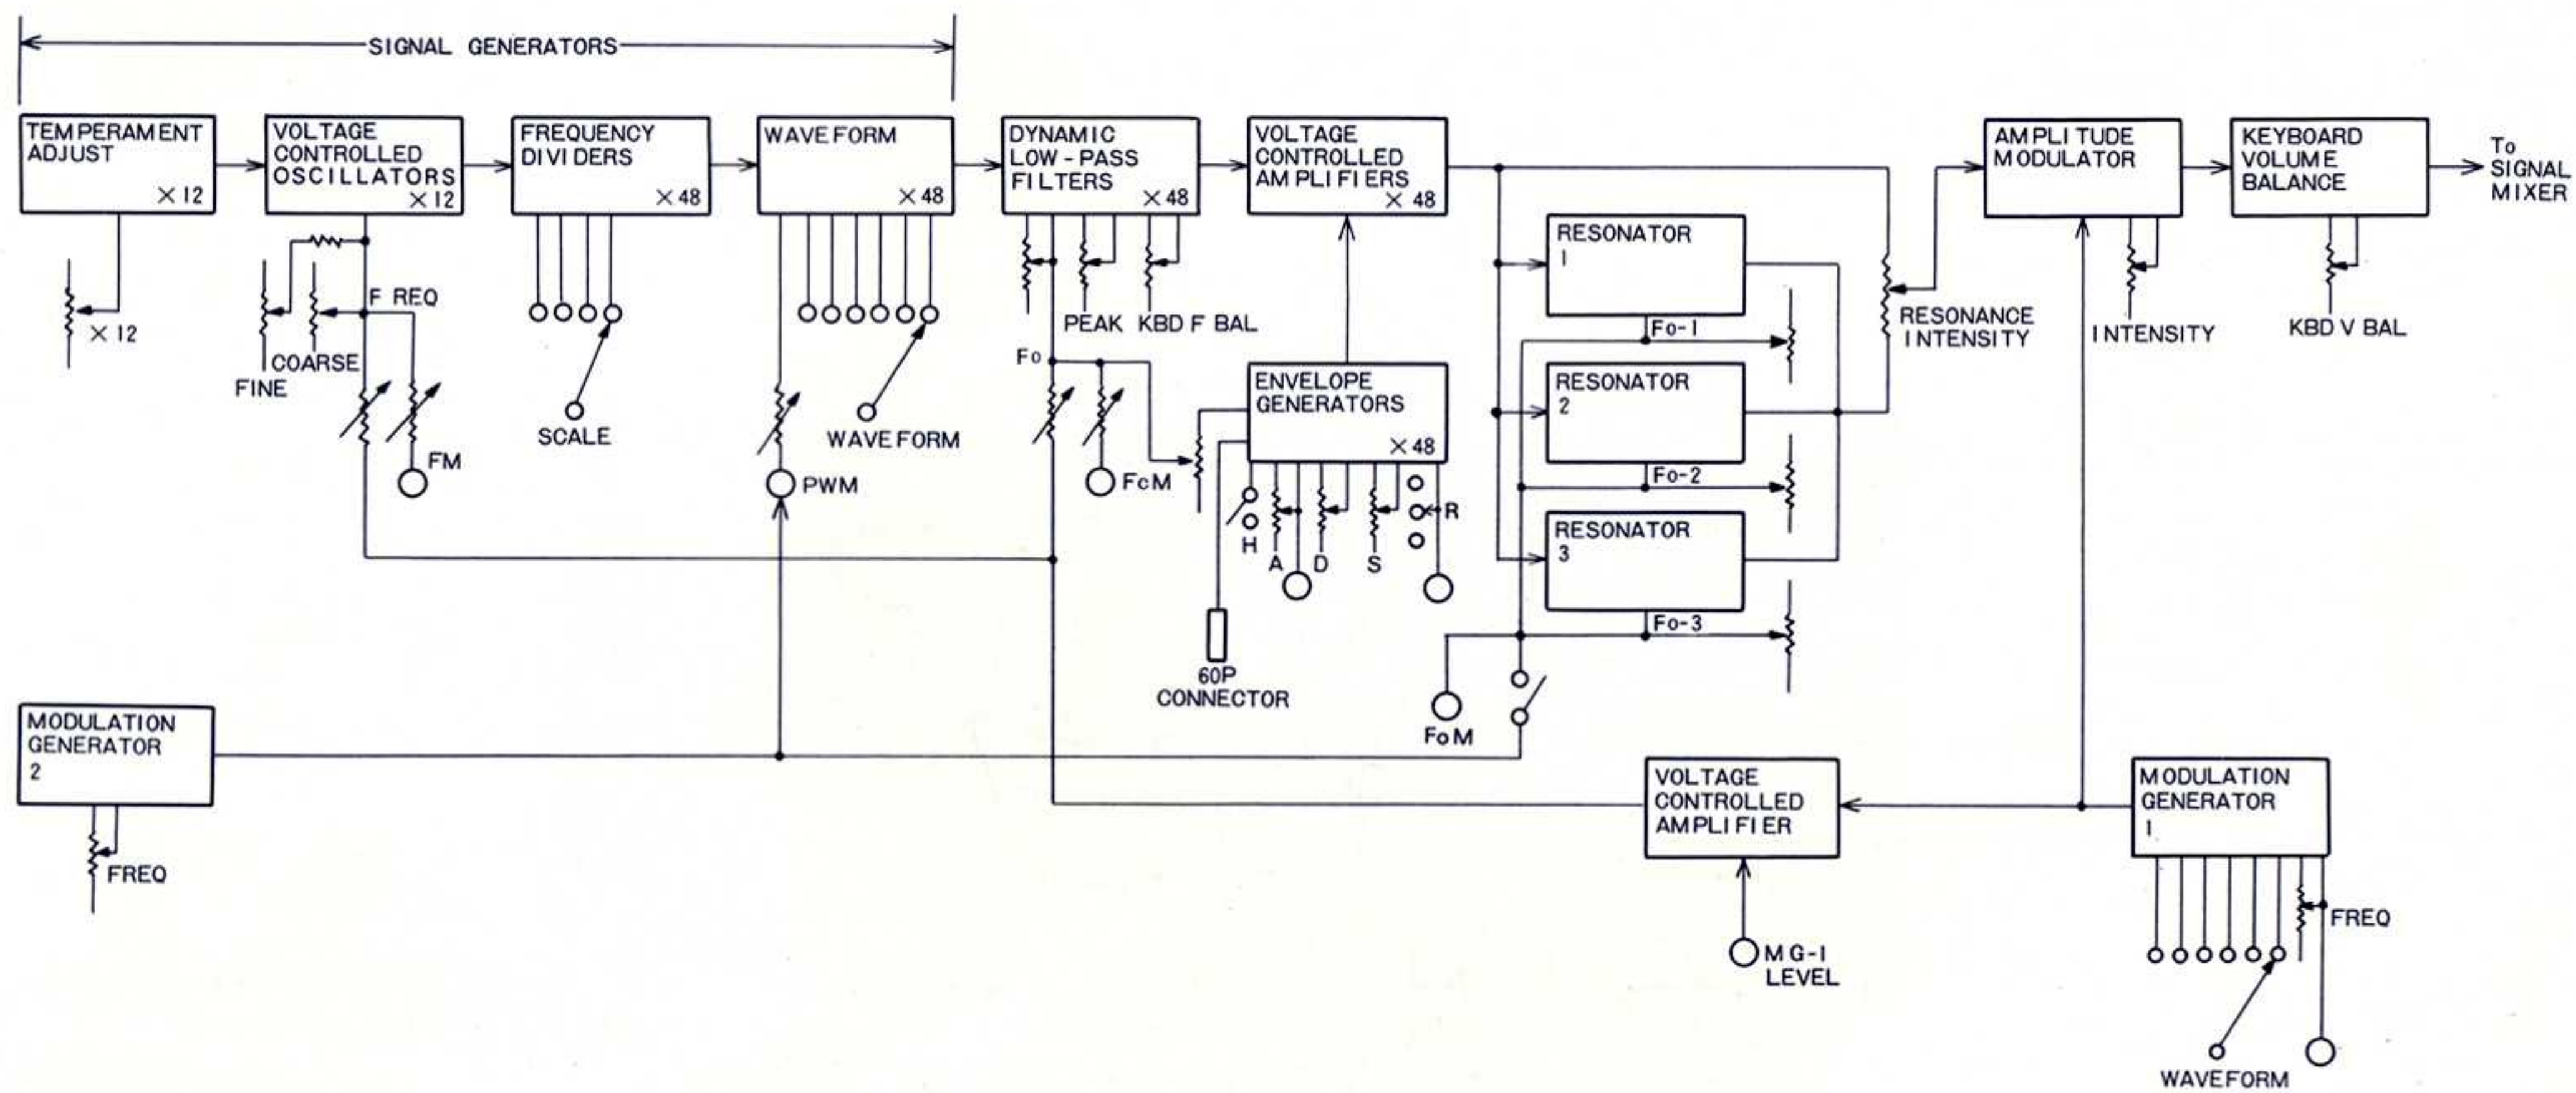 SIGNAL GENERATORS
TEMPERAMENT
ADJUST
×12
VOLTAGE
CONTROLLED
OSCILLATORS
×12
FREQUENCY
DIVIDERS
×48
WAVEFORM
×48
DYNAMIC
LOW-PASS
FILTERS
×48
VOLTAGE
CONTROLLED
AMPLIFIERS
×48
AMPLITUDE
MODULATOR
KEYBOARD
VOLUME
BALANCE
To
SIGNAL
MIXER
×12
FREQ
COARSE
FINE
FM
SCALE
PWM
WAVEFORM
PEAK
KBD F BAL
Fo
FcM
ENVELOPE
GENERATORS
×48
H
A
D
S
R
60P
CONNECTOR
RESONATOR
1
Fo-1
RESONATOR
2
Fo-2
RESONATOR
3
Fo-3
FoM
RESONANCE
INTENSITY
INTENSITY
KBD V BAL
MODULATION
GENERATOR
2
FREQ
VOLTAGE
CONTROLLED
AMPLIFIER
MG-1
LEVEL
MODULATION
GENERATOR
1
FREQ
WAVEFORM